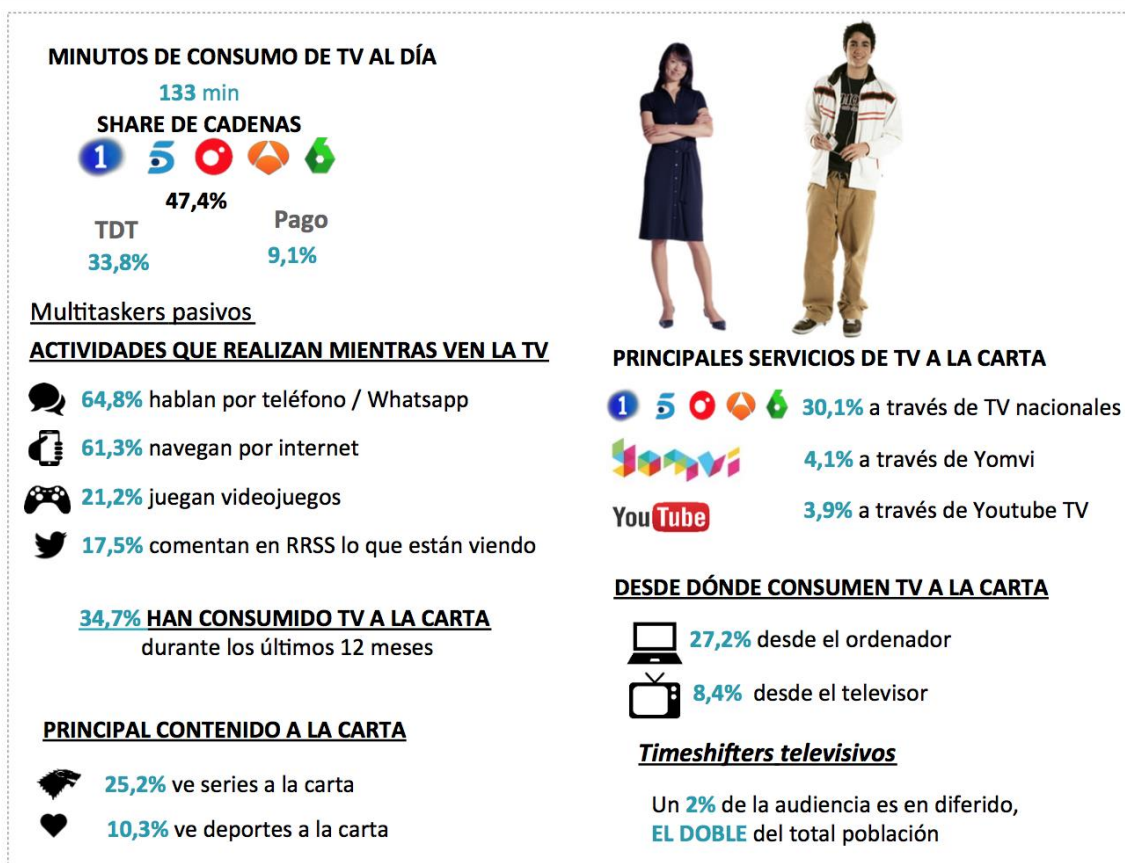 MINUTOS DE CONSUMO DE TV AL DÍA
133 min
SHARE DE CADENAS
1 5 6
47,4%
TDT
Pago
33,8%
9,1%
Multitaskers pasivos
ACTIVIDADES QUE REALIZAN MIENTRAS VEN LA TV
64,8% hablan por teléfono / Whatsapp
61,3% navegan por internet
21,2% juegan videojuegos
17,5% comentan en RRSS lo que están viendo
34,7% HAN CONSUMIDO TV A LA CARTA
durante los últimos 12 meses
PRINCIPAL CONTENIDO A LA CARTA
25,2% ve series a la carta
10,3% ve deportes a la carta
PRINCIPALES SERVICIOS DE TV A LA CARTA
1 5 6 30,1% a través de TV nacionales
yomvi 4,1% a través de Yomvi
YouTube 3,9% a través de Youtube TV
DESDE DÓNDE CONSUMEN TV A LA CARTA
27,2% desde el ordenador
8,4% desde el televisor
Timeshifters televisivos
Un 2% de la audiencia es en diferido,
EL DOBLE del total población